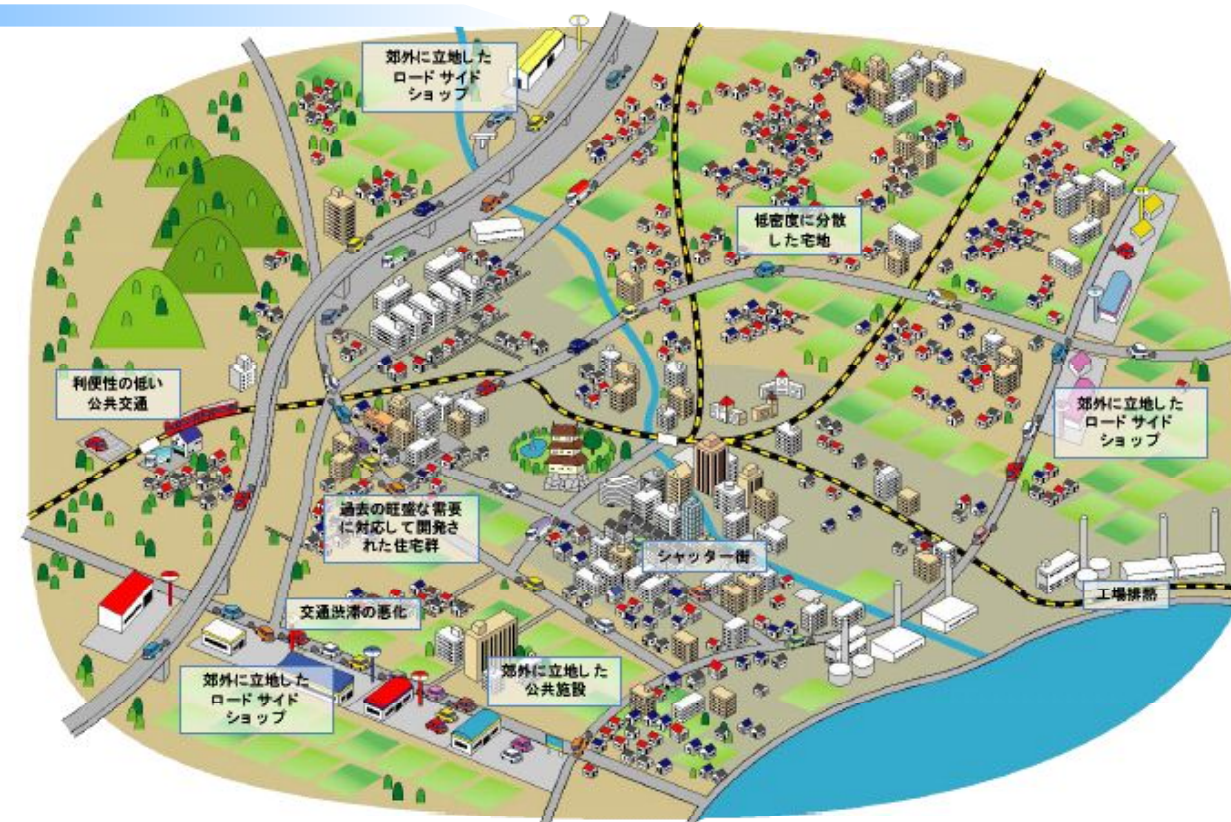 郊外に立地した
ロードサイド
ショップ
低密度に分散
した宅地
利便性の低い
公共交通
郊外に立地した
ロードサイド
ショップ
過去の旺盛な需要
に対応して開発さ
れた住宅群
シャッター街
工場排熱
交通渋滞の悪化
郊外に立地した
公共施設
郊外に立地した
ロードサイド
ショップ